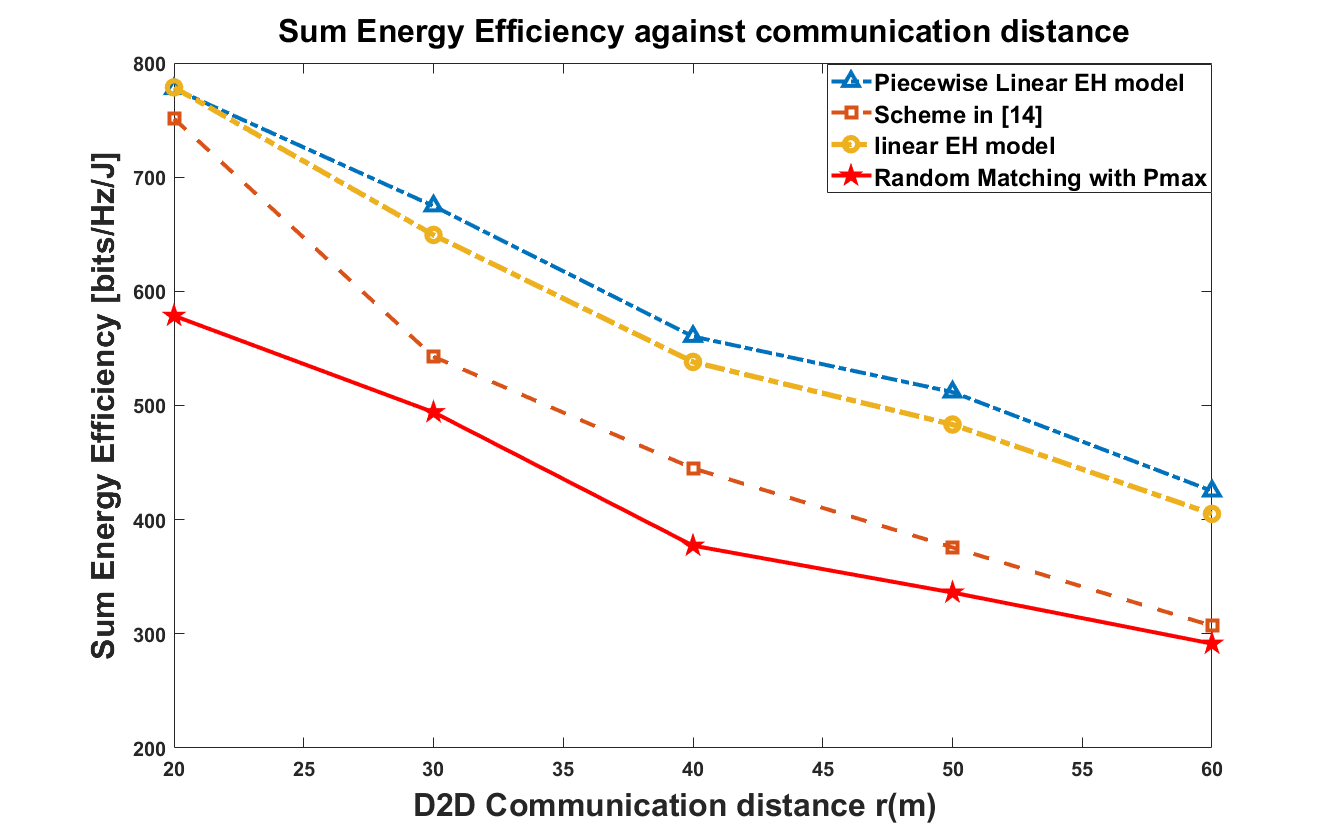 Sum Energy Efficiency against communication distance
Sum Energy Efficiency [bits/Hz/J]
800
700
600
500
400
300
200
Piecewise Linear EH model
Scheme in [14]
linear EH model
Random Matching with Pmax
20 25 30 35 40 45 50 55 60
D2D Communication distance r(m)